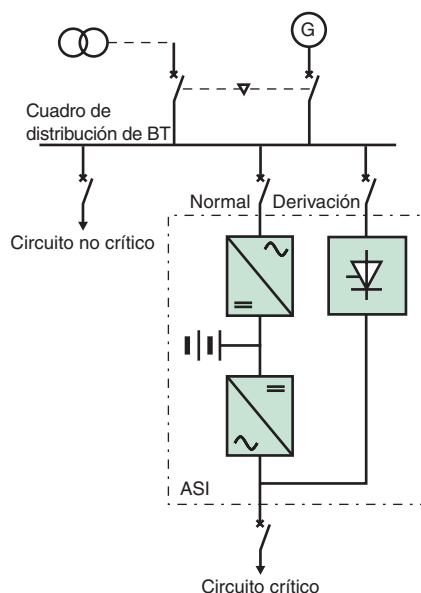 G
Cuadro de
distribución de BT
Normal Derivación
Circuito no crítico
ASI
Circuito crítico